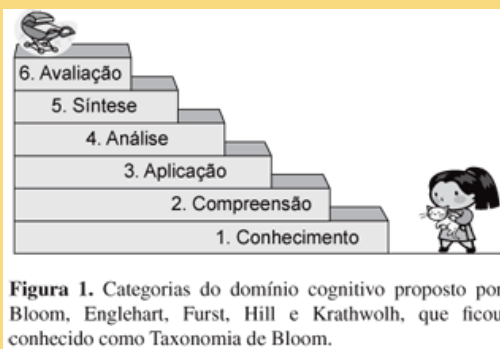 6. Avaliação
5. Síntese
4. Análise
3. Aplicação
2. Compreensão
1. Conhecimento
Figura 1. Categorias do domínio cognitivo proposto por
Bloom, Englehart, Furst, Hill e Krathwolh, que ficou
conhecido como Taxonomia de Bloom.